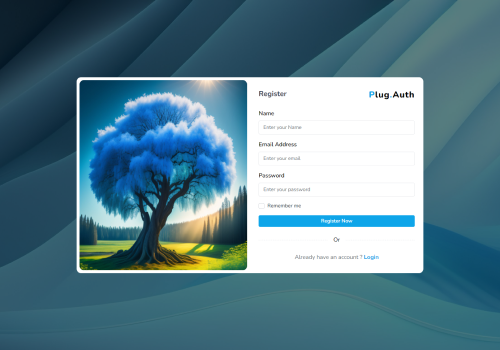 Register
Plug.Auth
Name
Enter your name
Email Address
Enter your email
Password
Enter your password
Remember me
Register Now
Or
Already have an account ? Login